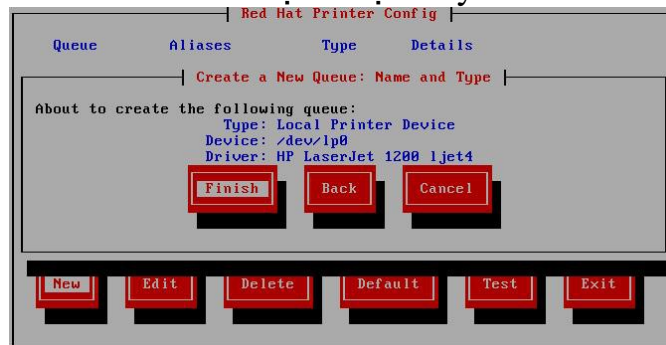 Red Hat Printer Config
Queue Aliases Type Details
Create a New Queue: Name and Type
About to create the following queue:
Type: Local Printer Device
Device: /dev/lp0
Driver: HP LaserJet 1200 ljet4
Finish Back Cancel
New Edit Delete Default Test Exit